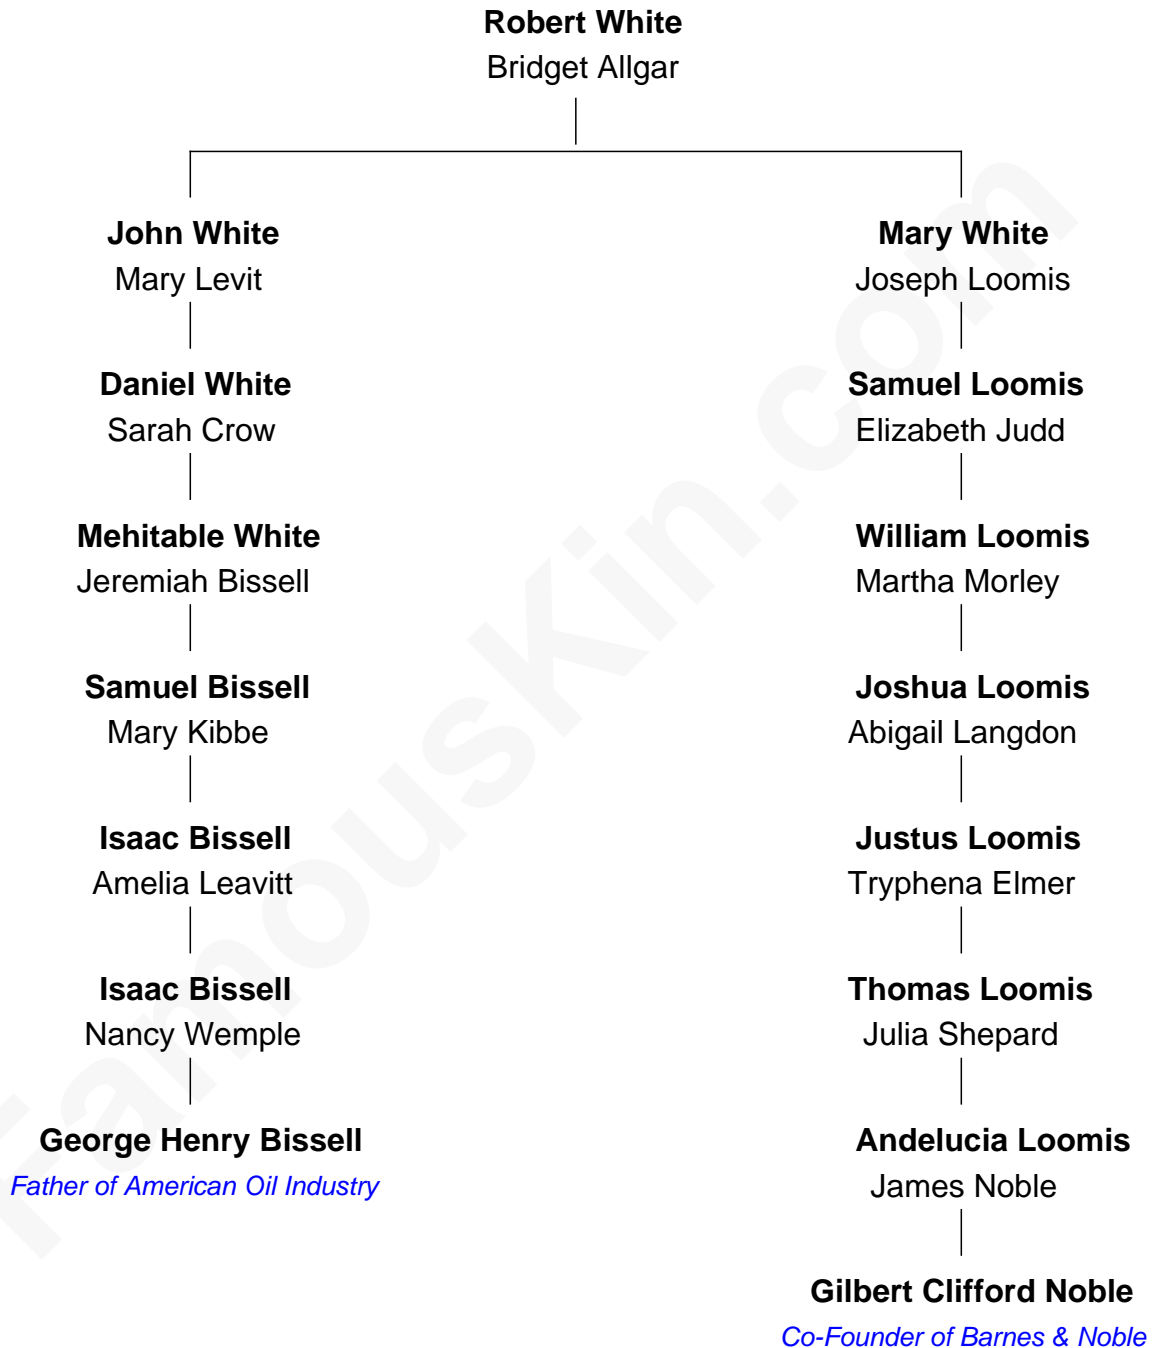 Robert White
Bridget Allgar
John White
Mary Levit
Mary White
Joseph Loomis
Daniel White
Sarah Crow
Samuel Loomis
Elizabeth Judd
Mehitable White
Jeremiah Bissell
William Loomis
Martha Morley
Samuel Bissell
Mary Kibbe
Joshua Loomis
Abigail Langdon
Isaac Bissell
Amelia Leavitt
Justus Loomis
Tryphena Elmer
Isaac Bissell
Nancy Wemple
Thomas Loomis
Julia Shepard
George Henry Bissell
Father of American Oil Industry
Andelucia Loomis
James Noble
Gilbert Clifford Noble
Co-Founder of Barnes & Noble
FamousKin.com